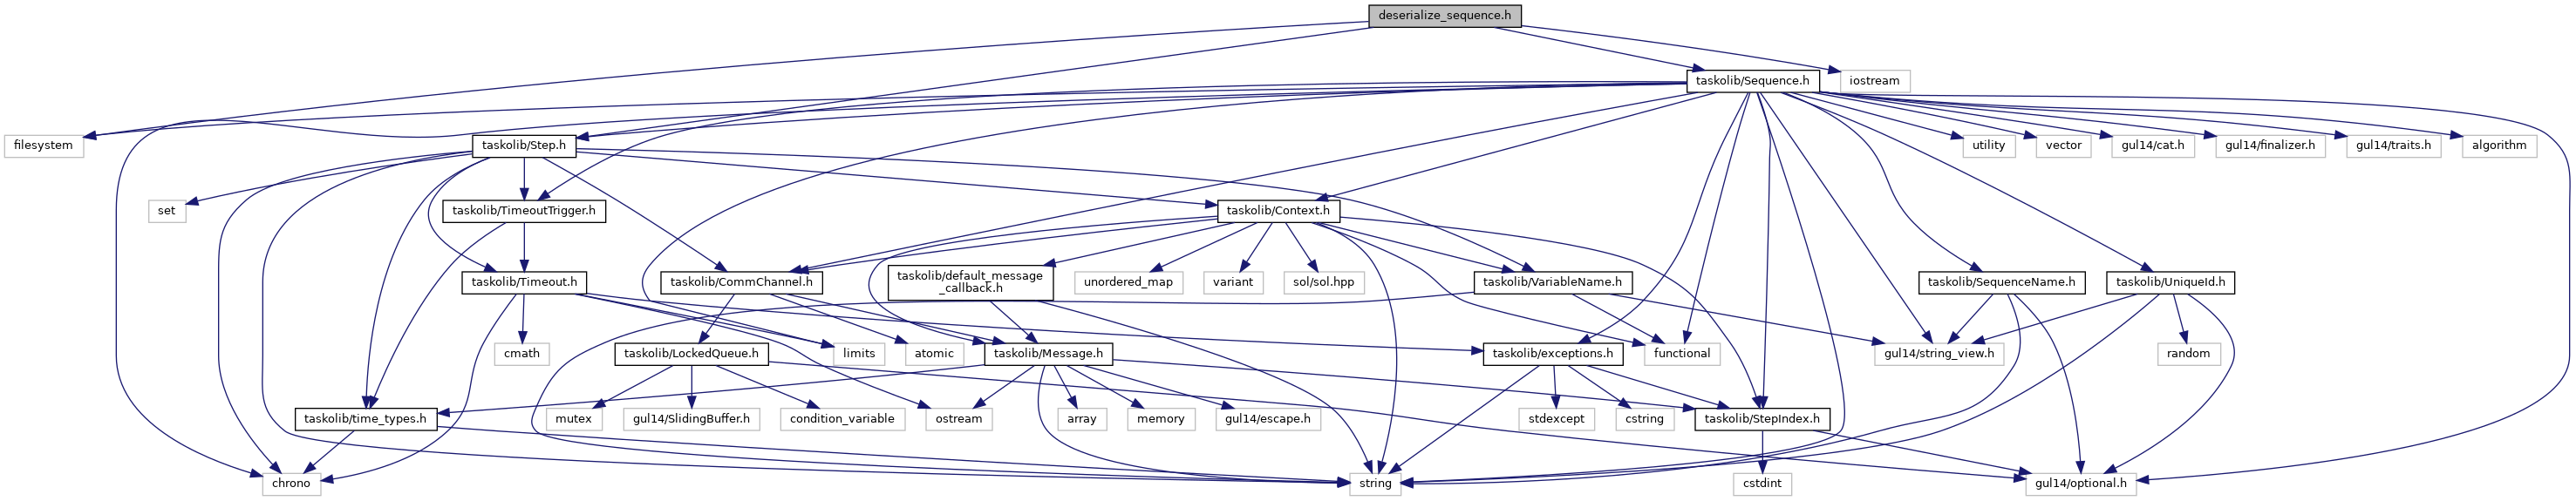 deserialize_sequence.h
taskolib/Sequence.h
iostream
filesystem
taskolib/Step.h
utility
vector
gul14/cat.h
gul14/finalizer.h
gul14/traits.h
algorithm
set
taskolib/TimeoutTrigger.h
taskolib/Context.h
taskolib/Timeout.h
taskolib/CommChannel.h
taskolib/default_message
_callback.h
unordered_map
variant
sol/sol.hpp
taskolib/VariableName.h
taskolib/SequenceName.h
taskolib/UniqueId.h
cmath
taskolib/LockedQueue.h
limits
atomic
taskolib/Message.h
taskolib/exceptions.h
functional
gul14/string_view.h
random
taskolib/time_types.h
mutex
gul14/SlidingBuffer.h
condition_variable
ostream
array
memory
gul14/escape.h
stdexcept
cstring
taskolib/StepIndex.h
chrono
string
cstdint
gul14/optional.h